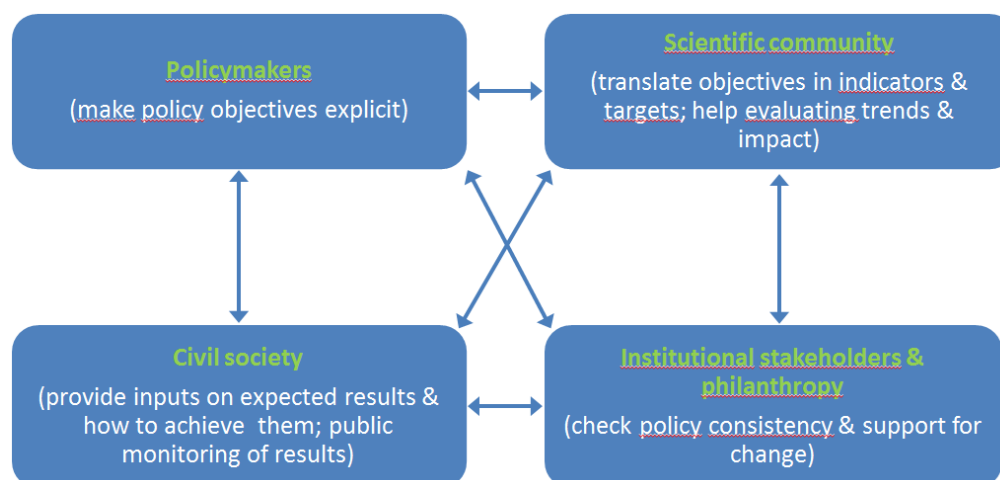 Policymakers
(make policy objectives explicit)
Scientific community
(translate objectives in indicators &
targets; help evaluating trends &
impact)
Civil society
(provide inputs on expected results &
how to achieve them; public
monitoring of results)
Institutional stakeholders &
philanthropy
(check policy consistency & support for
change)